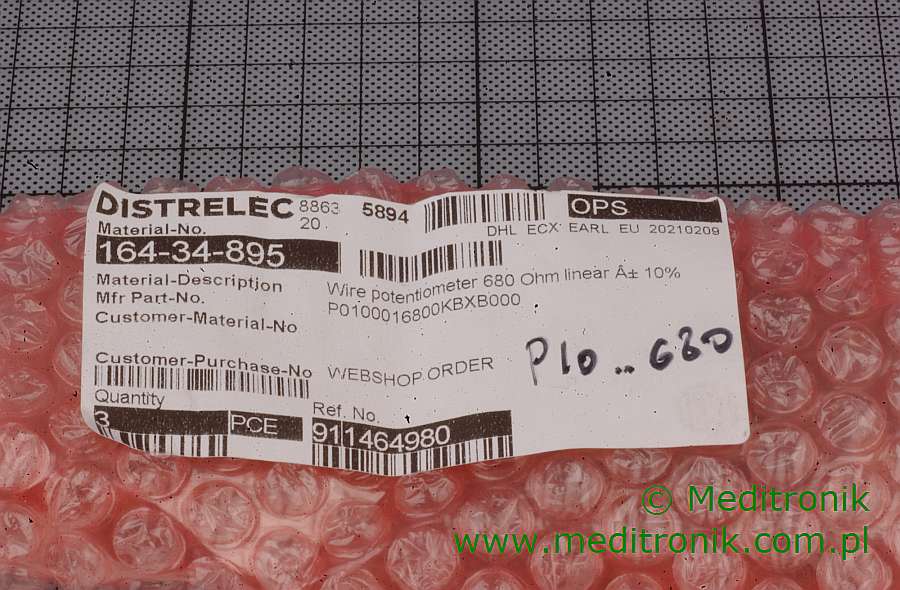 DISTRELEC 8863 5894 OPS
20
Material-No. DHL ECX EARL EU 20210209
164-34-895
Material-Description Wire potentiometer 680 Ohm linear Â± 10%
Mfr Part-No. P0100016800KBXB000
Customer-Material-No
Customer-Purchase-No WEBSHOP ORDER
P10 .. 680
Quantity Ref. No.
3 PCE 911464980
© Meditronik
www.meditronik.com.pl